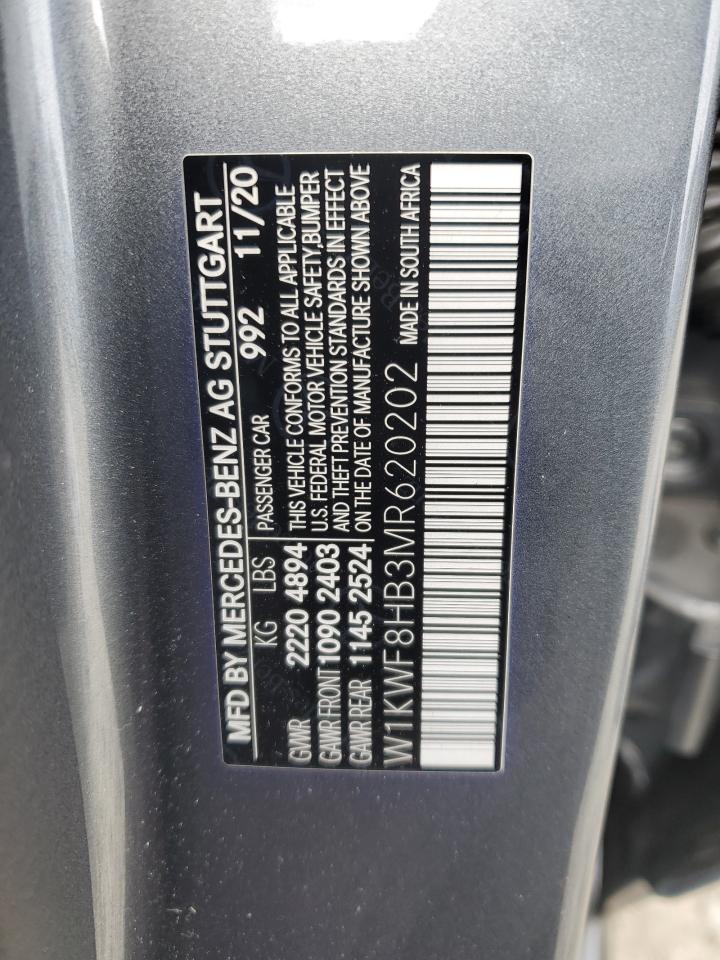 MFD BY MERCEDES-BENZ AG STUTTGART
KG LBS 992 11/20
PASSENGER CAR
GVWR 2220 4894
GAWR FRONT 1090 2403
GAWR REAR 1145 2524
THIS VEHICLE CONFORMS TO ALL APPLICABLE
U.S. FEDERAL MOTOR VEHICLE SAFETY,BUMPER
AND THEFT PREVENTION STANDARDS IN EFFECT
ON THE DATE OF MANUFACTURE SHOWN ABOVE
W1KWF8HB3MR620202 MADE IN SOUTH AFRICA